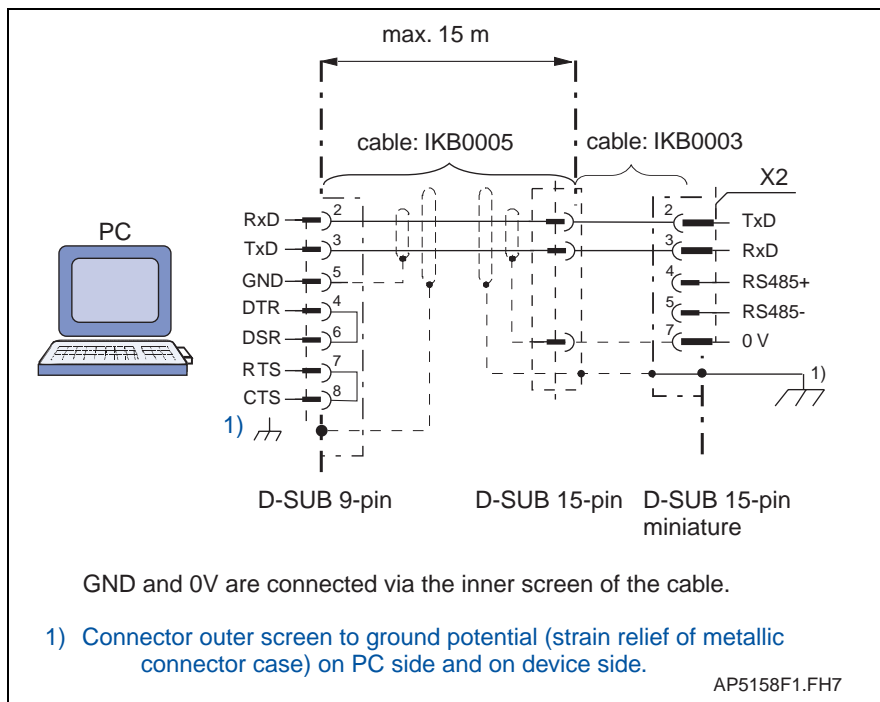 max. 15 m
cable: IKB0005
cable: IKB0003
X2
PC
RxD 2
TxD 3
GND 5
DTR 4
DSR 6
RTS 7
CTS 8
1)
2 TxD
3 RxD
4 RS485+
5 RS485-
7 0 V
1)
D-SUB 9-pin
D-SUB 15-pin
D-SUB 15-pin
miniature
GND and 0V are connected via the inner screen of the cable.
1) Connector outer screen to ground potential (strain relief of metallic
connector case) on PC side and on device side.
AP5158F1.FH7